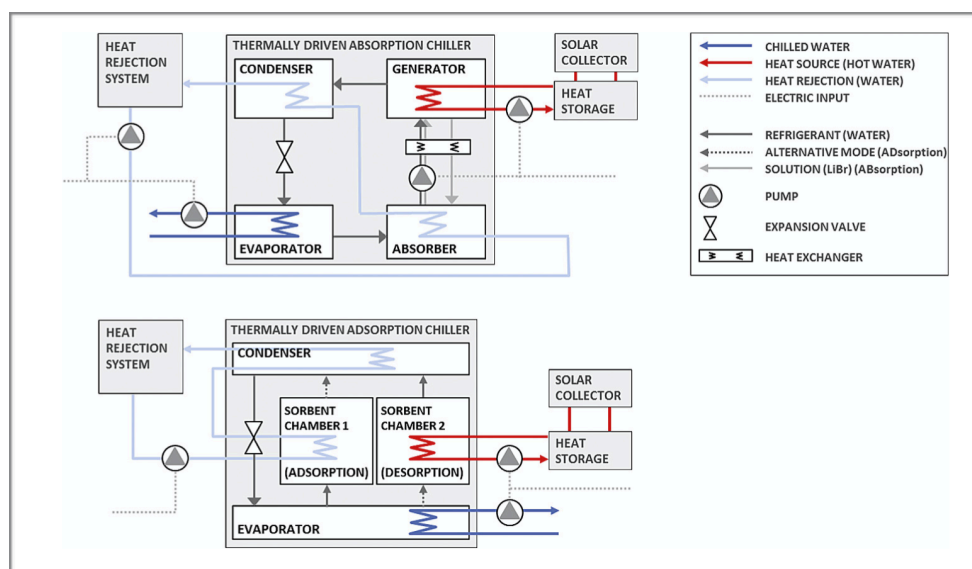 HEAT
REJECTION
SYSTEM
THERMALLY DRIVEN ABSORPTION CHILLER
CONDENSER
GENERATOR
SOLAR
COLLECTOR
HEAT
STORAGE
EVAPORATOR
ABSORBER
CHILLED WATER
HEAT SOURCE (HOT WATER)
HEAT REJECTION (WATER)
ELECTRIC INPUT
REFRIGERANT (WATER)
ALTERNATIVE MODE (ADsorption)
SOLUTION (LiBr) (ABsorption)
PUMP
EXPANSION VALVE
HEAT EXCHANGER
HEAT
REJECTION
SYSTEM
THERMALLY DRIVEN ADSORPTION CHILLER
CONDENSER
SORBENT
CHAMBER 1
(ADSORPTION)
SORBENT
CHAMBER 2
(DESORPTION)
SOLAR
COLLECTOR
HEAT
STORAGE
EVAPORATOR